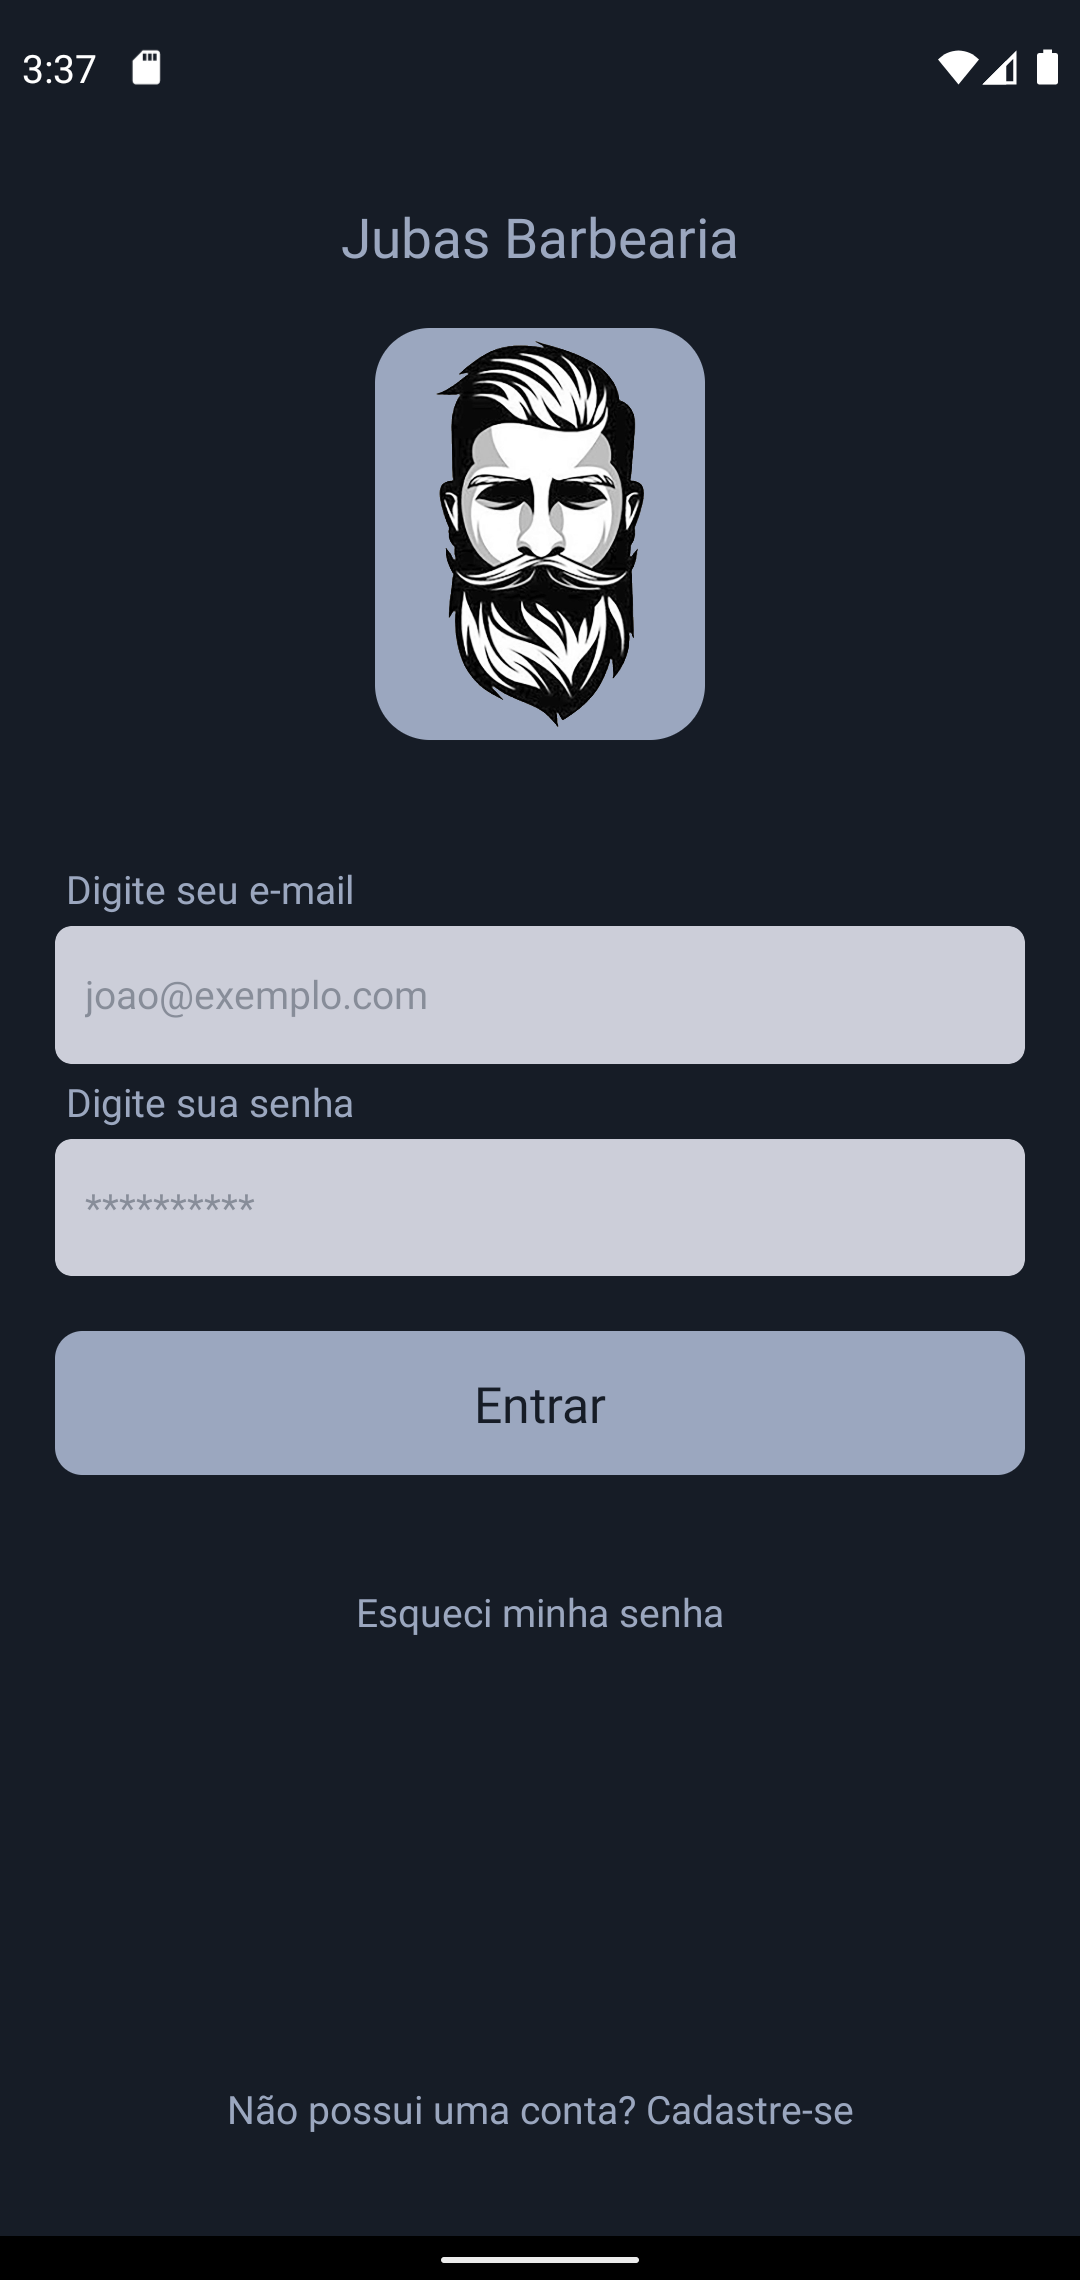 3:37
Jubas Barbearia
Digite seu e-mail
joao@exemplo.com
Digite sua senha
**********
Entrar
Esqueci minha senha
Não possui uma conta? Cadastre-se